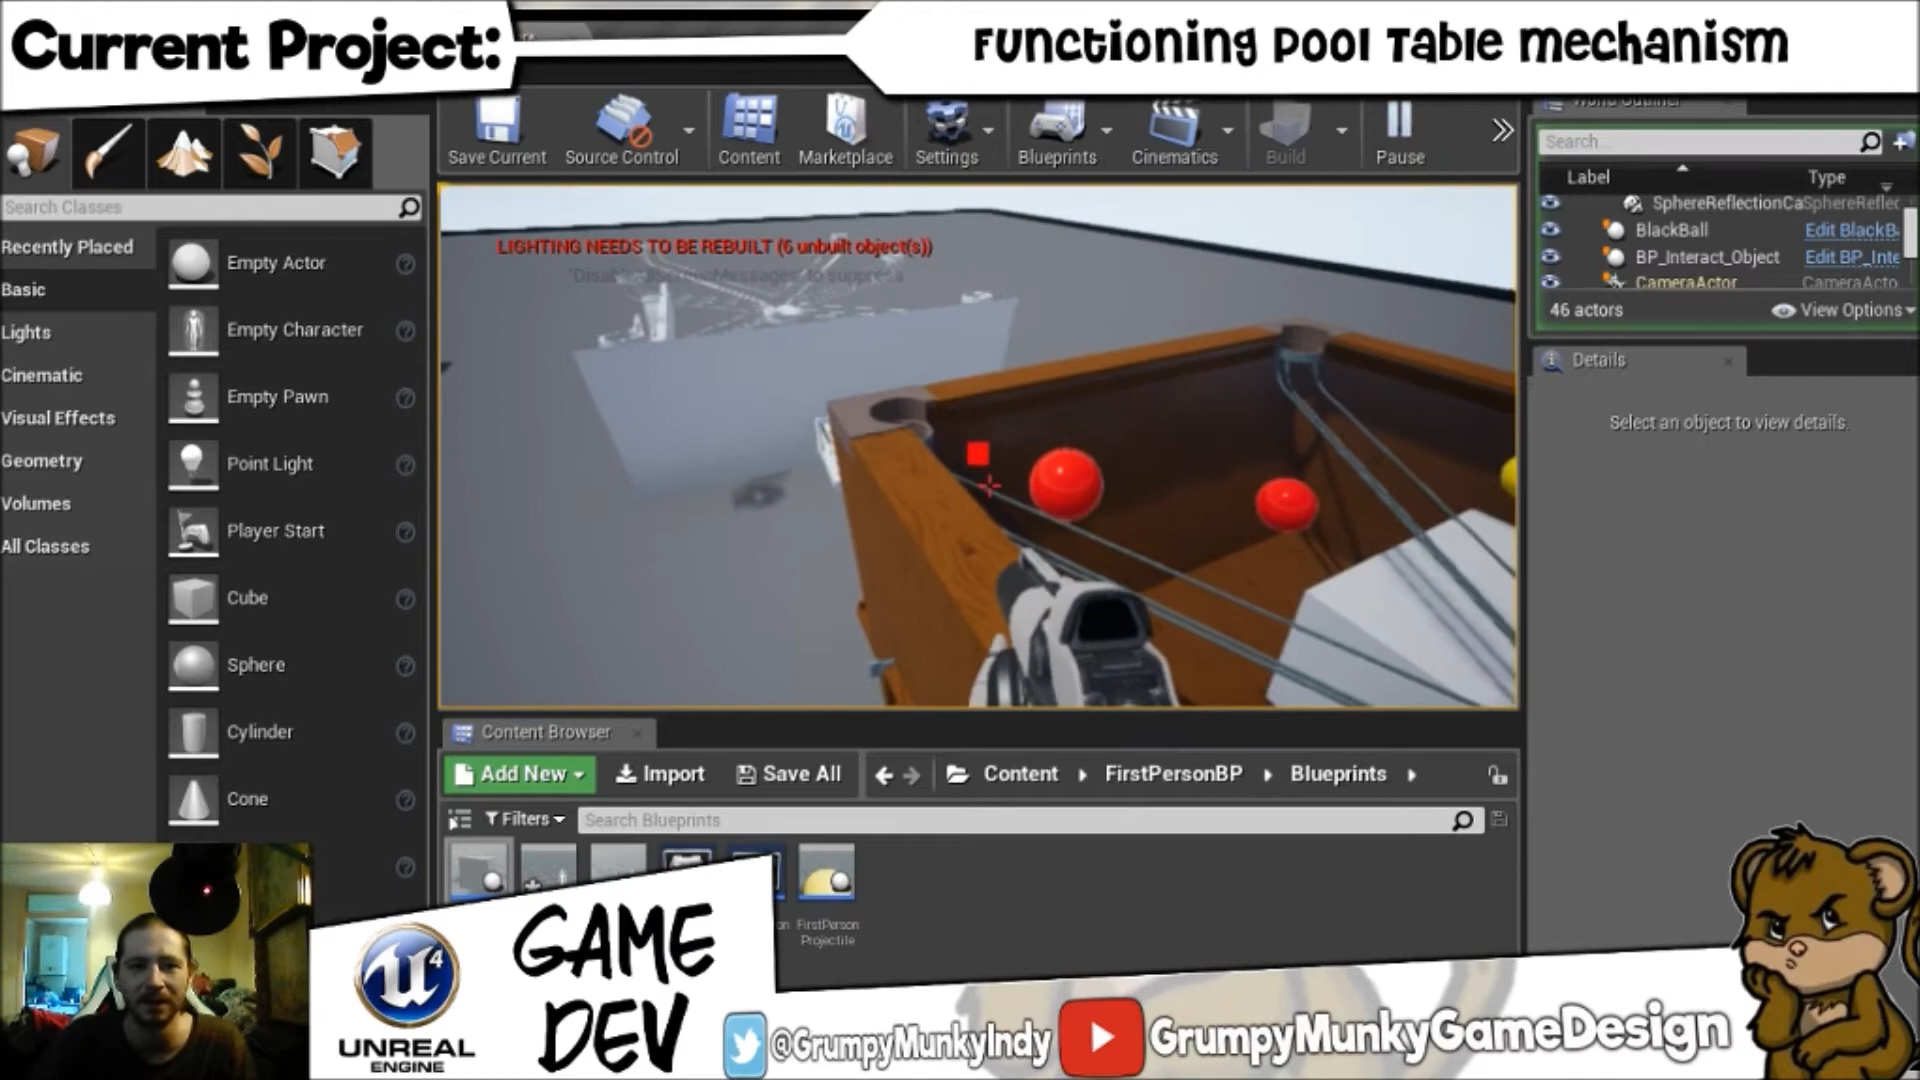 Current Project:
Functioning Pool Table Mechanism
Save Current
Source Control
Content
Marketplace
Settings
Blueprints
Cinematics
Build
Pause
World Outliner
Search...
Label
Type
SphereReflectionCa
SphereReflec
BlackBall
Edit BlackB
BP_Interact_Object
Edit BP_Inte
CameraActor
CameraActo
46 actors
View Options
Details
Select an object to view details.
Search Classes
Recently Placed
Basic
Lights
Cinematic
Visual Effects
Geometry
Volumes
All Classes
Empty Actor
Empty Character
Empty Pawn
Point Light
Player Start
Cube
Sphere
Cylinder
Cone
LIGHTING NEEDS TO BE REBUILT (6 unbuilt object(s))
Content Browser
Add New
Import
Save All
Content
FirstPersonBP
Blueprints
Filters
Search Blueprints
FirstPerson
Projectile
UNREAL
ENGINE
4
GAME
DEV
@GrumpyMunkyIndy
GrumpyMunkyGameDesign